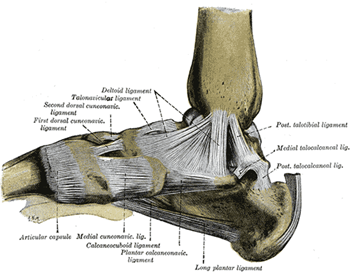 Deltoid ligament
Talonavicular ligament
Second dorsal cuneonavic.
ligament
First dorsal cuneonavic.
ligament
Post. talotibial ligament
Medial talocalcaneal lig.
Post. talocalcaneal lig.
Articular capsule
Medial cuneonavic. lig.
Calcaneocuboid ligament
Plantar calcaneonavic.
ligament
Long plantar ligament